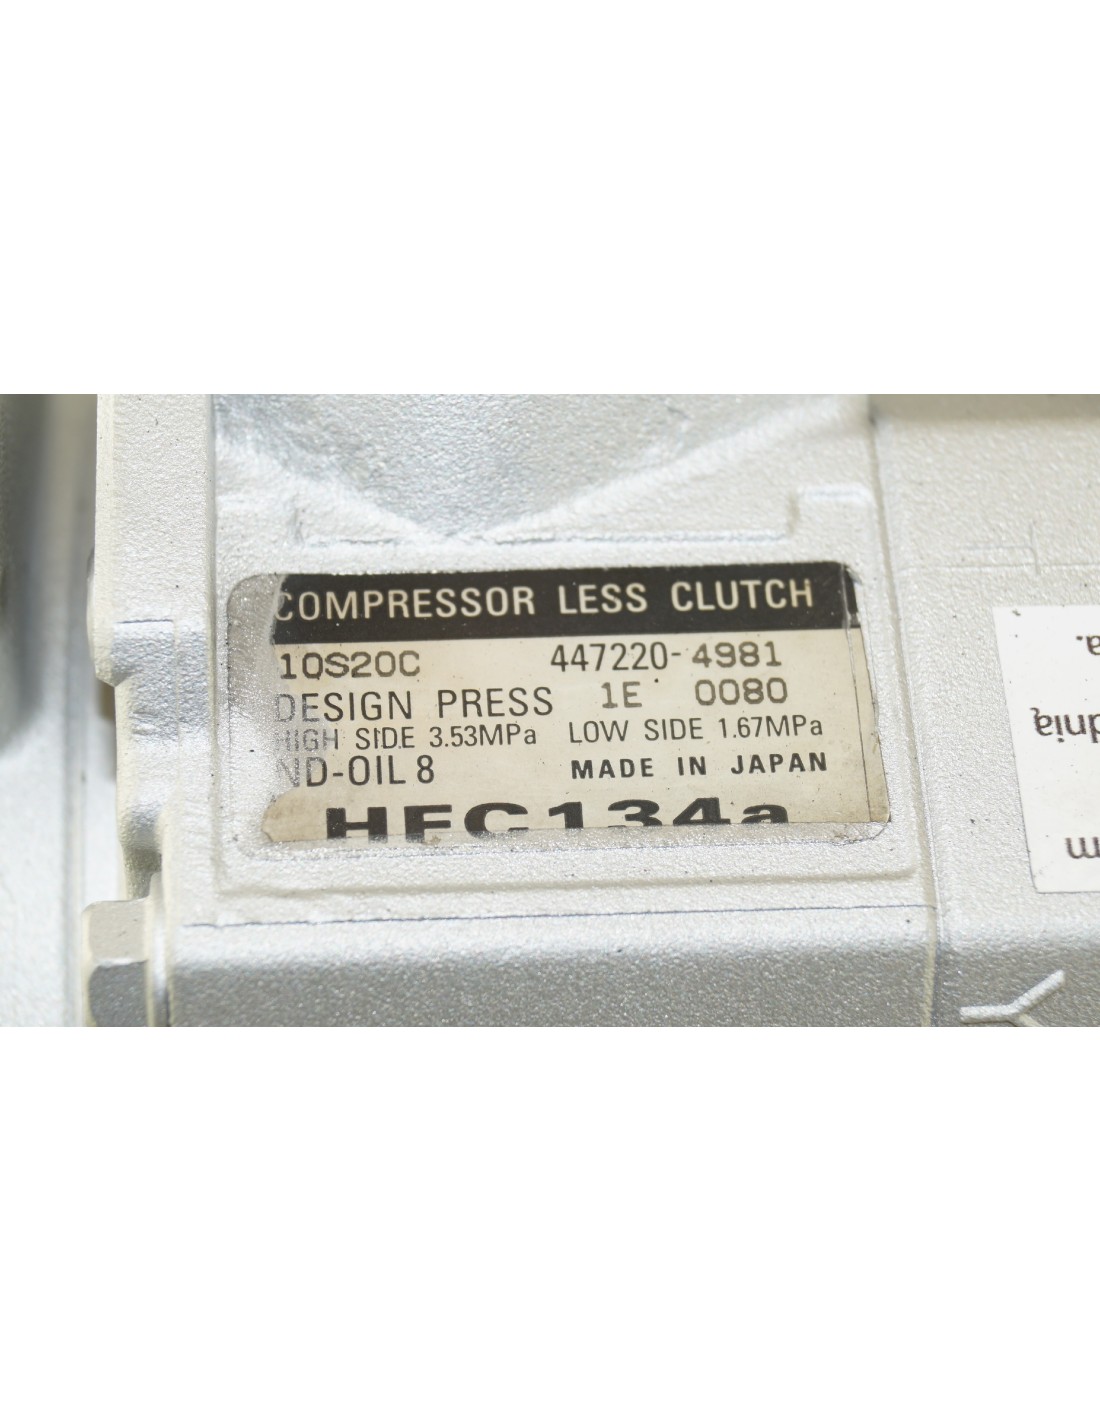 COMPRESSOR LESS CLUTCH
10S20C 447220-4981
DESIGN PRESS 1E 0080
HIGH SIDE 3.53MPa LOW SIDE 1.67MPa
ND-OIL 8 MADE IN JAPAN
HFC134a